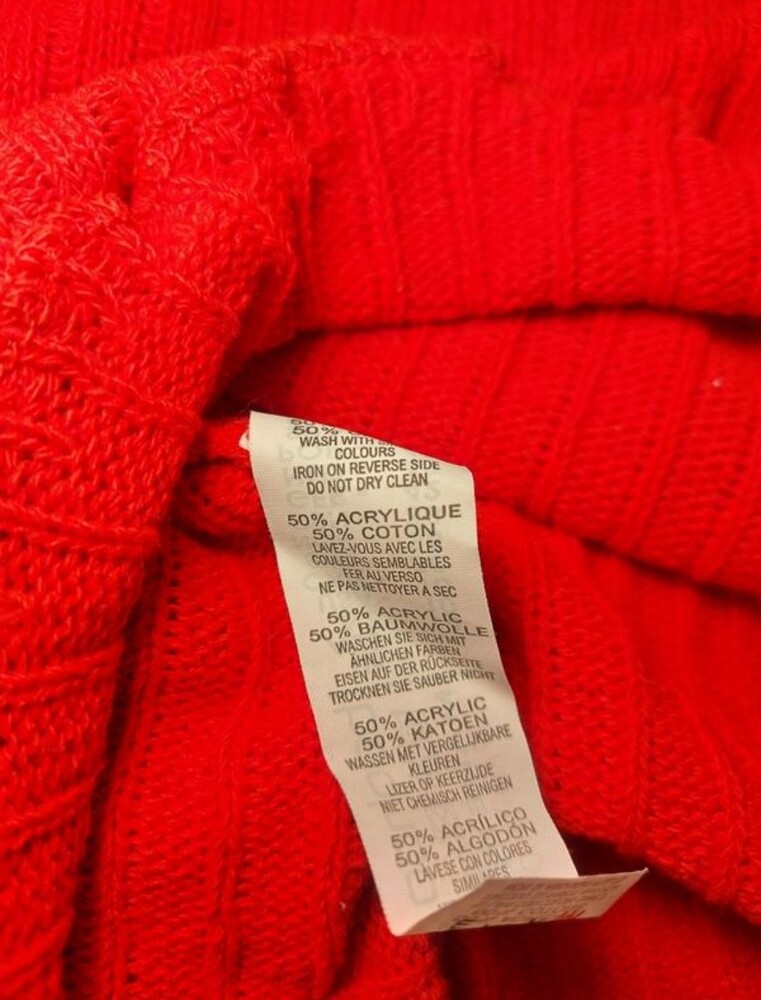 50%
WASH WITH
COLOURS
IRON ON REVERSE SIDE
DO NOT DRY CLEAN
50% ACRYLIQUE
50% COTON
LAVEZ-VOUS AVEC LES
COULEURS SEMBLABLES
FER AU VERSO
NE PAS NETTOYER A SEC
50% ACRYLIC
50% BAUMWOLLE
WASCHEN SIE SICH MIT
ÄHNLICHEN FARBEN
EISEN AUF DER RÜCKSEITE
TROCKNEN SIE SAUBER NICHT
50% ACRYLIC
50% KATOEN
WASSEN MET VERGELIJKBARE
KLEUREN
IJZER OP KEERZIJDE
NIET CHEMISCH REINIGEN
50% ACRÍLICO
50% ALGODÓN
LAVESE CON COLORES
SIMILARES